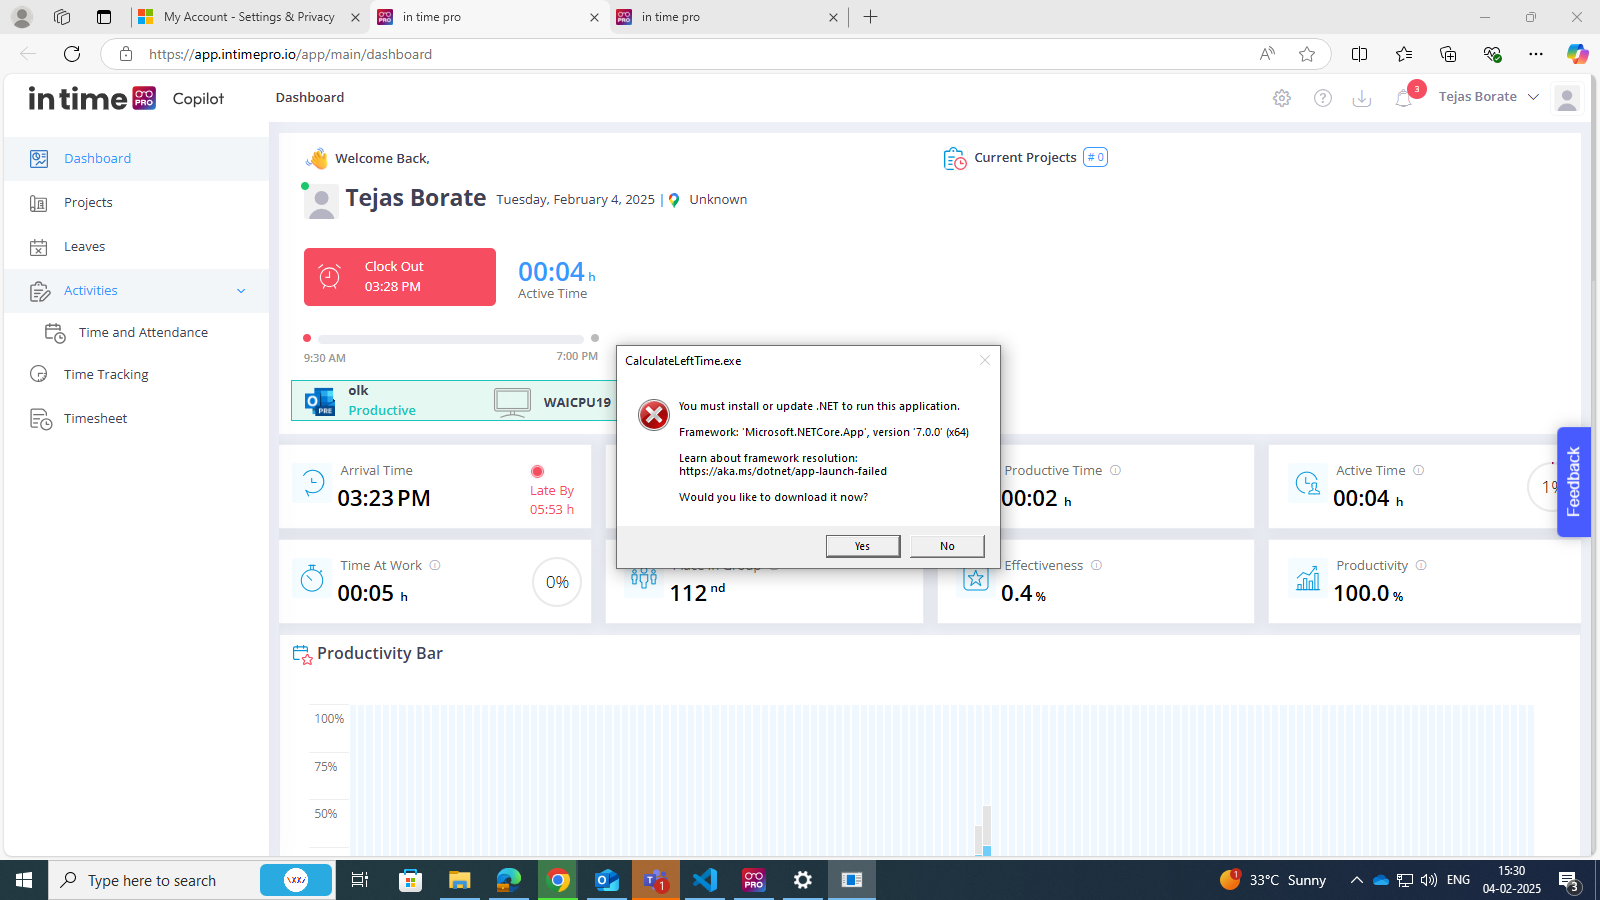 My Account - Settings & Privacy
in time pro
in time pro
https://app.intimepro.io/app/main/dashboard
in time PRO Copilot
Dashboard
3
Tejas Borate
Dashboard
Projects
Leaves
Activities
Time and Attendance
Time Tracking
Timesheet
Welcome Back,
Tejas Borate
Tuesday, February 4, 2025 |
Unknown
Current Projects
# 0
Clock Out
03:28 PM
00:04 h
Active Time
9:30 AM
7:00 PM
olk
Productive
WAICPU19
CalculateLeftTime.exe
You must install or update .NET to run this application.
Framework: 'Microsoft.NETCore.App', version '7.0.0' (x64)
Learn about framework resolution:
https://aka.ms/dotnet/app-launch-failed
Would you like to download it now?
Yes
No
Arrival Time
03:23 PM
Late By
05:53 h
Productive Time
00:02 h
Active Time
00:04 h
1%
Feedback
Time At Work
00:05 h
0%
112 nd
Effectiveness
0.4 %
Productivity
100.0 %
Productivity Bar
100%
75%
50%
Type here to search
PRE
PRO
1
1
33°C Sunny
ENG
15:30
04-02-2025
3